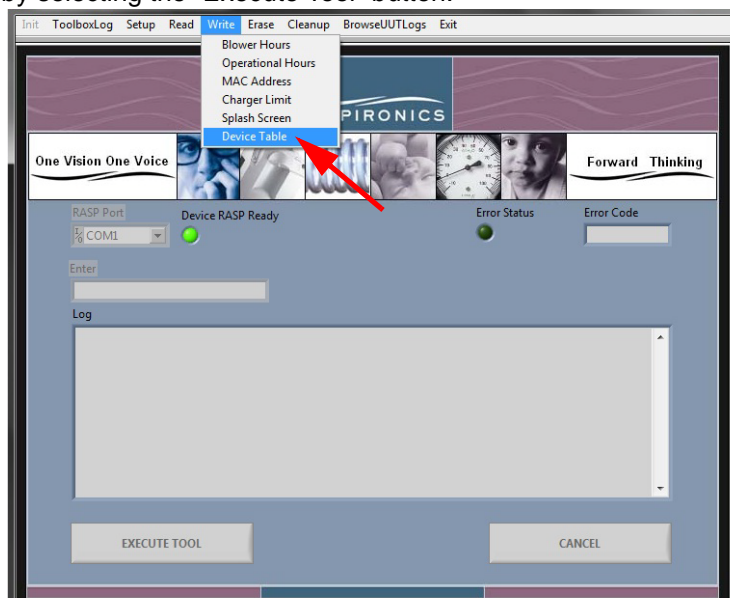 by selecting the "Execute Tool" button.
Init ToolboxLog Setup Read Write Erase Cleanup BrowseUUTLogs Exit
Blower Hours
Operational Hours
MAC Address
Charger Limit
Splash Screen
Device Table
PIRONICS
One Vision One Voice
Forward Thinking
RASP Port
Device RASP Ready
Error Status
Error Code
COM1
Enter
Log
EXECUTE TOOL
CANCEL